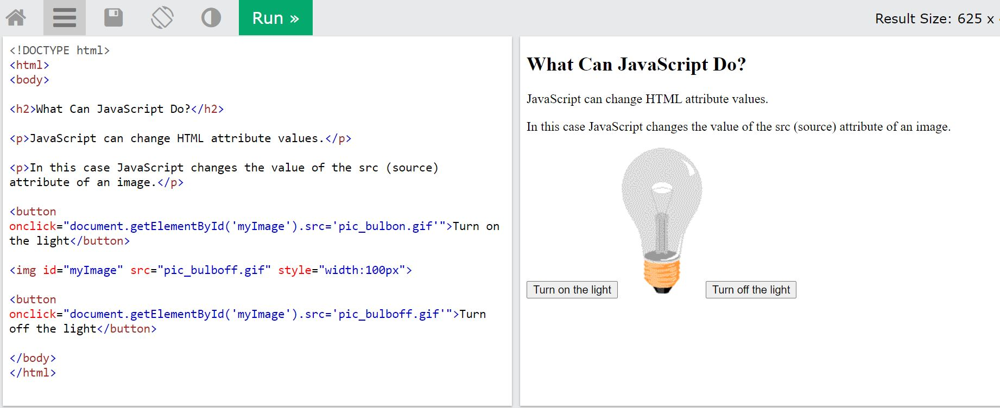 Run »
Result Size: 625 x
<!DOCTYPE html>
<html>
<body>
<h2>What Can JavaScript Do?</h2>
<p>JavaScript can change HTML attribute values.</p>
<p>In this case JavaScript changes the value of the src (source)
attribute of an image.</p>
<button
onclick="document.getElementById('myImage').src='pic_bulbon.gif'">Turn on
the light</button>
<img id="myImage" src="pic_bulboff.gif" style="width:100px">
<button
onclick="document.getElementById('myImage').src='pic_bulboff.gif'">Turn
off the light</button>
</body>
</html>
What Can JavaScript Do?
JavaScript can change HTML attribute values.
In this case JavaScript changes the value of the src (source) attribute of an image.
Turn on the light
Turn off the light